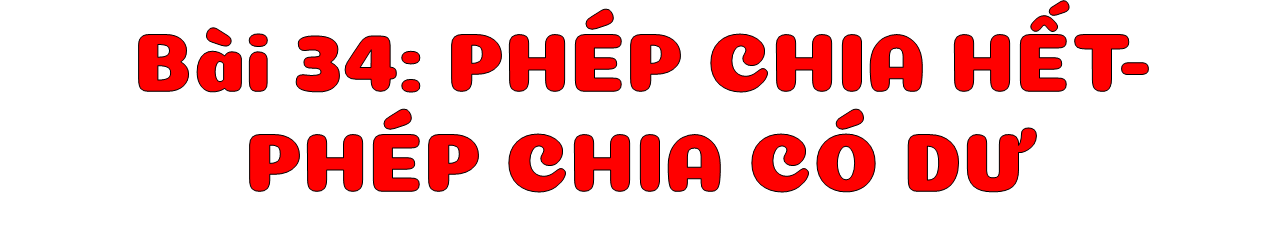 Bài 34: PHÉP CHIA HẾT-
PHÉP CHIA CÓ DƯ